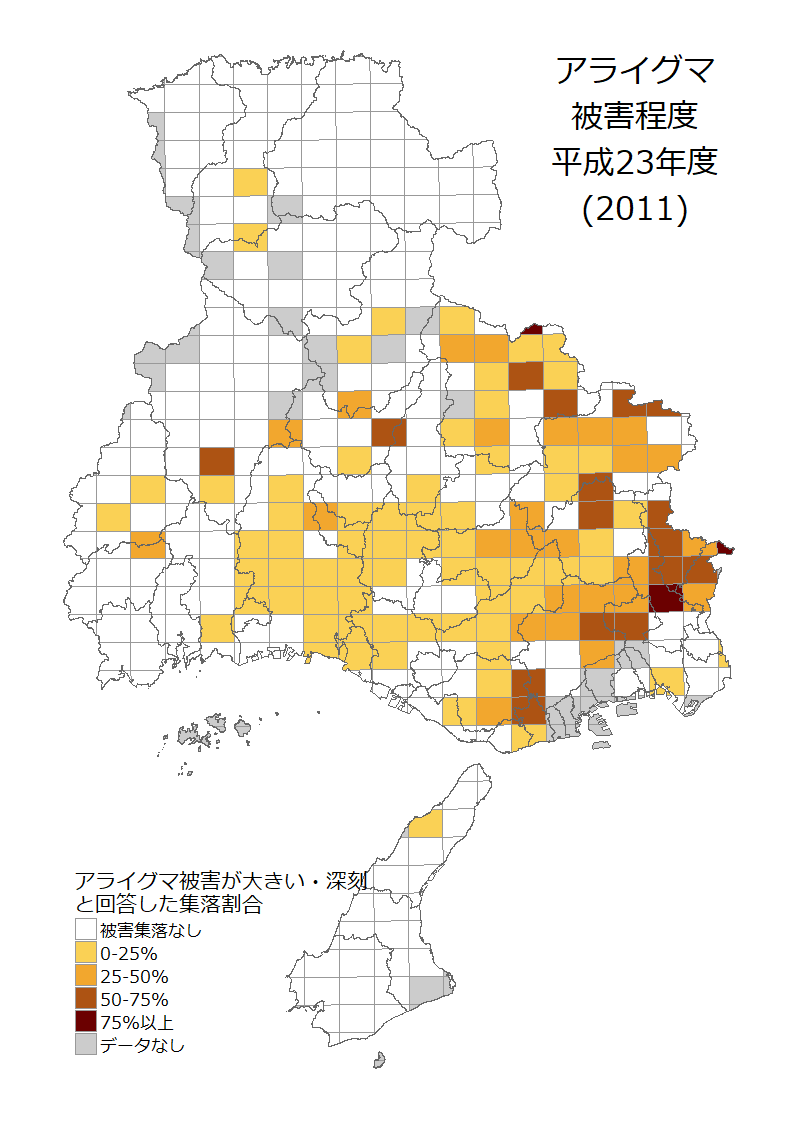 アライグマ
被害程度
平成23年度
(2011)
アライグマ被害が大きい・深刻
と回答した集落割合
被害集落なし
0-25%
25-50%
50-75%
75%以上
データなし